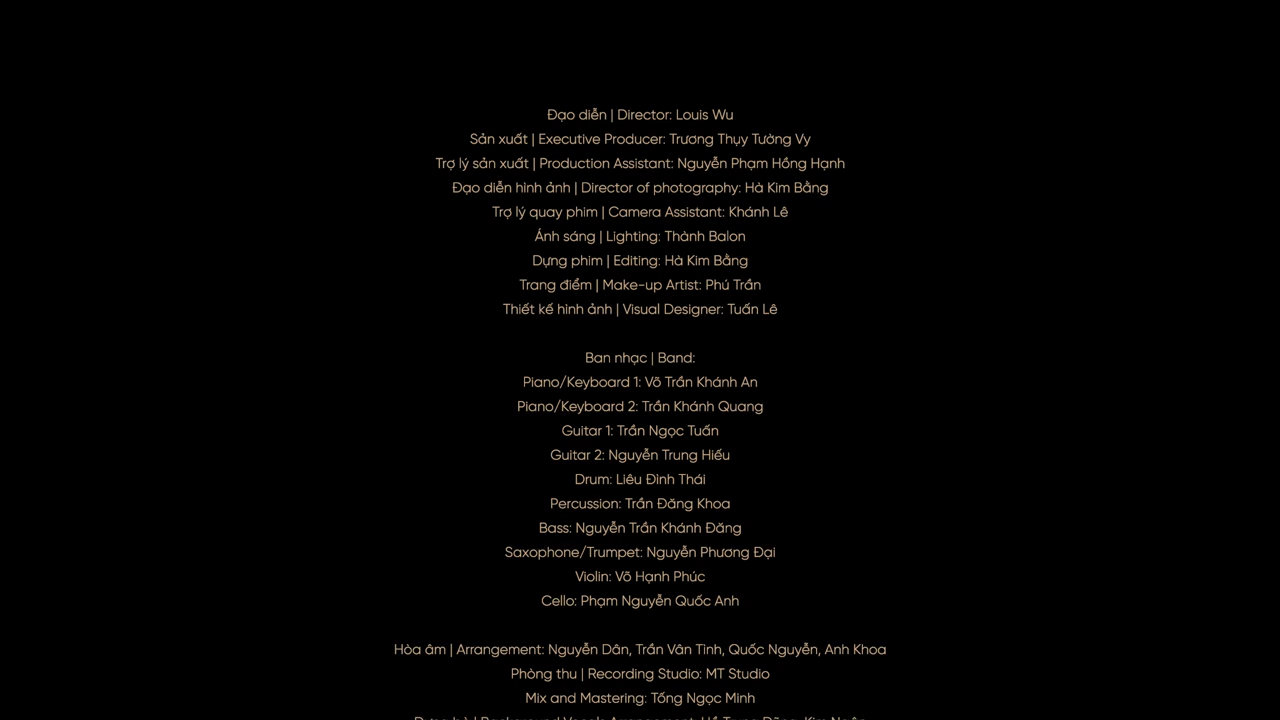 Đạo diễn | Director: Louis Wu
Sản xuất | Executive Producer: Trương Thụy Tường Vy
Trợ lý sản xuất | Production Assistant: Nguyễn Phạm Hồng Hạnh
Đạo diễn hình ảnh | Director of photography: Hà Kim Bằng
Trợ lý quay phim | Camera Assistant: Khánh Lê
Ánh sáng | Lighting: Thành Balon
Dựng phim | Editing: Hà Kim Bằng
Trang điểm | Make-up Artist: Phú Trần
Thiết kế hình ảnh | Visual Designer: Tuấn Lê
Ban nhạc | Band:
Piano/Keyboard 1: Võ Trần Khánh An
Piano/Keyboard 2: Trần Khánh Quang
Guitar 1: Trần Ngọc Tuấn
Guitar 2: Nguyễn Trung Hiếu
Drum: Liêu Đình Thái
Percussion: Trần Đăng Khoa
Bass: Nguyễn Trần Khánh Đăng
Saxophone/Trumpet: Nguyễn Phương Đại
Violin: Võ Hạnh Phúc
Cello: Phạm Nguyễn Quốc Anh
Hòa âm | Arrangement: Nguyễn Dân, Trần Vân Tình, Quốc Nguyễn, Anh Khoa
Phòng thu | Recording Studio: MT Studio
Mix and Mastering: Tống Ngọc Minh